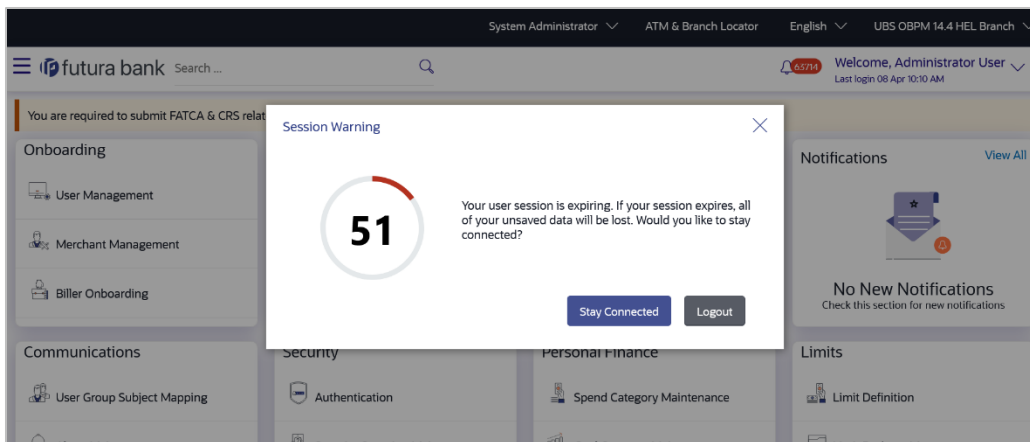 System Administrator
ATM & Branch Locator
English
UBS OBPM 14.4 HEL Branch
futura bank
Search ...
63714
Welcome, Administrator User
Last login 08 Apr 10:10 AM
You are required to submit FATCA & CRS relat
Session Warning
51
Your user session is expiring. If your session expires, all
of your unsaved data will be lost. Would you like to stay
connected?
Stay Connected
Logout
Onboarding
User Management
Merchant Management
Biller Onboarding
Notifications
View All
No New Notifications
Check this section for new notifications
Communications
User Group Subject Mapping
Security
Authentication
Personal Finance
Spend Category Maintenance
Limits
Limit Definition